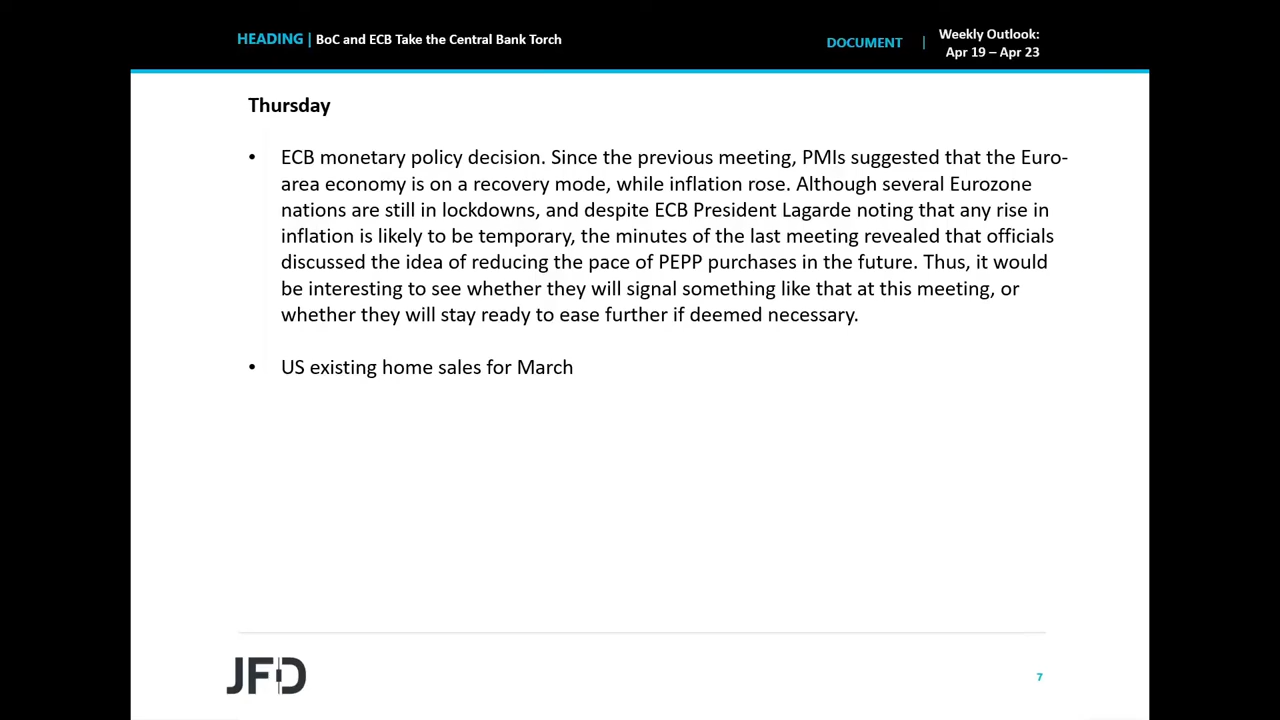 HEADING | BoC and ECB Take the Central Bank Torch
DOCUMENT | Weekly Outlook:
Apr 19 – Apr 23
Thursday
• ECB monetary policy decision. Since the previous meeting, PMIs suggested that the Euro-
area economy is on a recovery mode, while inflation rose. Although several Eurozone
nations are still in lockdowns, and despite ECB President Lagarde noting that any rise in
inflation is likely to be temporary, the minutes of the last meeting revealed that officials
discussed the idea of reducing the pace of PEPP purchases in the future. Thus, it would
be interesting to see whether they will signal something like that at this meeting, or
whether they will stay ready to ease further if deemed necessary.
• US existing home sales for March
JFD
7